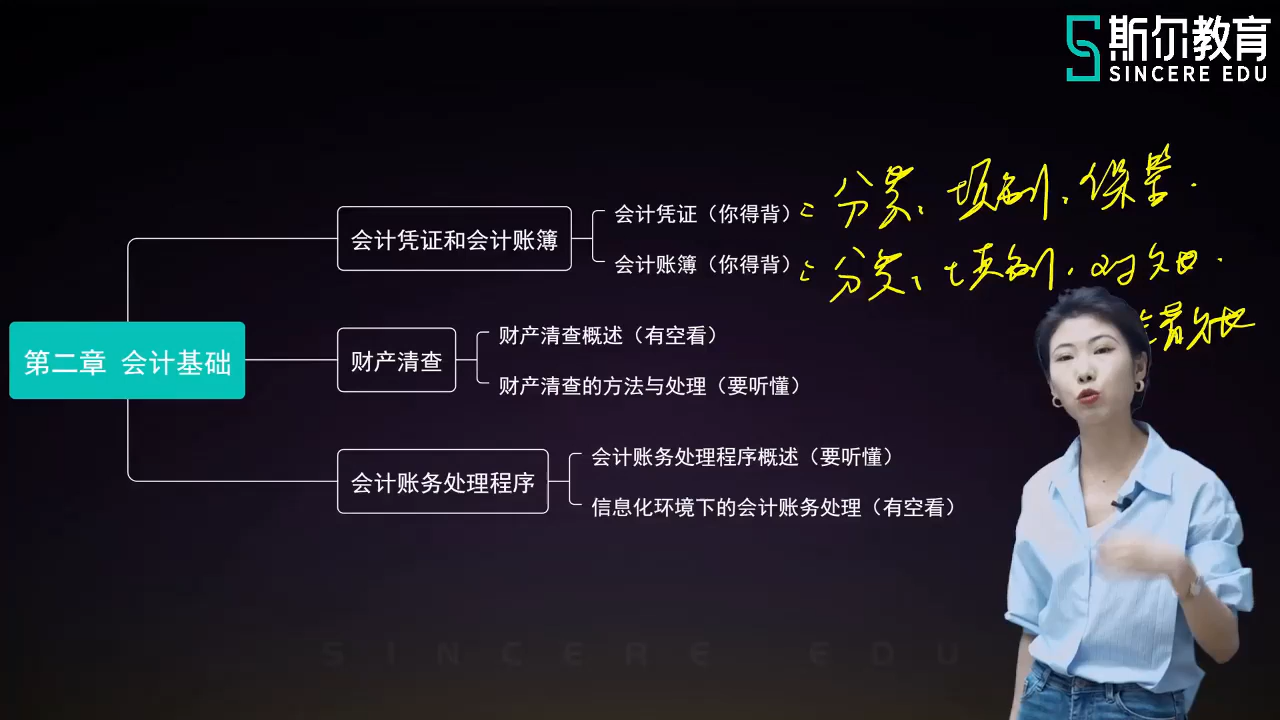 斯尔教育
SINCERE EDU
会计凭证（你得背）：分类、填制、保管.
会计凭证和会计账簿
会计账簿（你得背）：分类、填制、对
第二章 会计基础
财产清查概述（有空看）
财产清查
财产清查的方法与处理（要听懂）
会计账务处理程序概述（要听懂）
会计账务处理程序
信息化环境下的会计账务处理（有空看）
SINCERE EDU